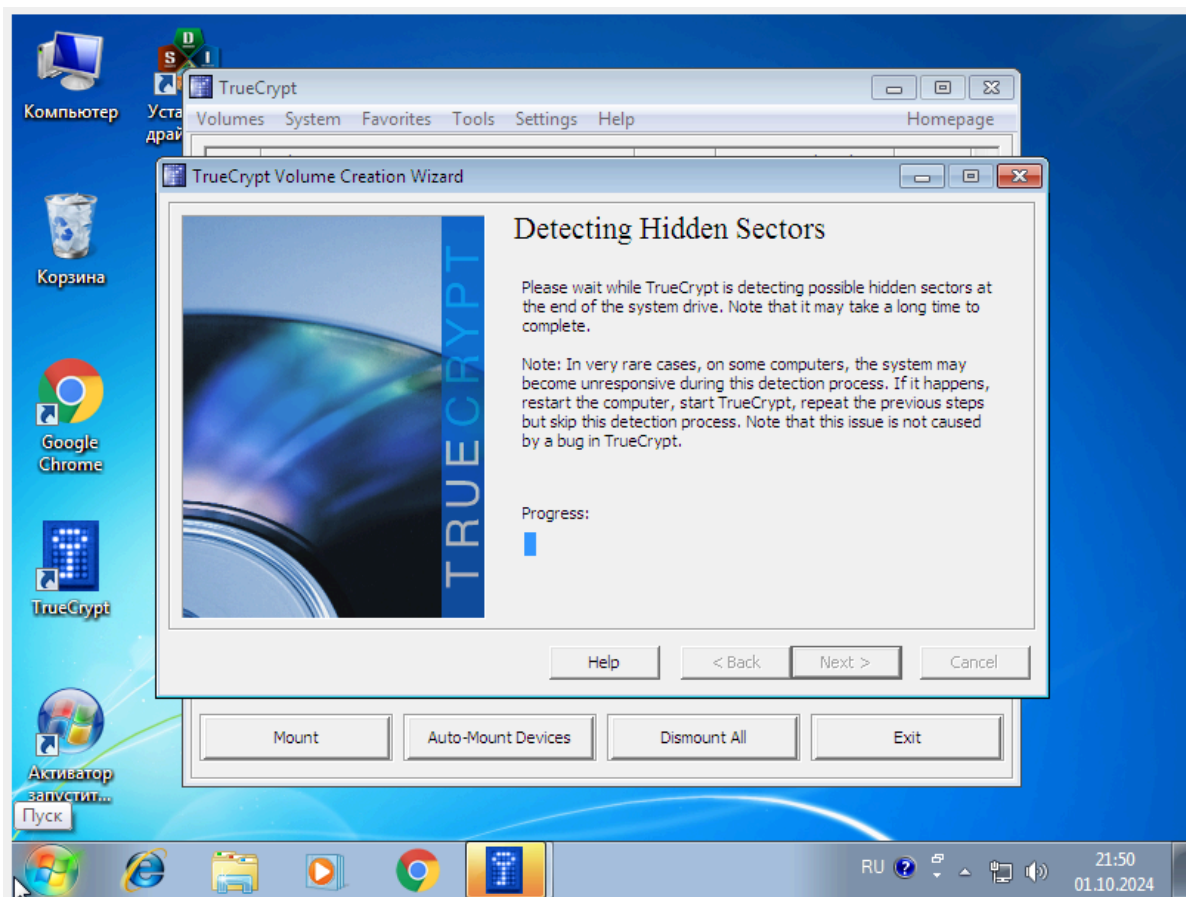 Компьютер
TrueCrypt
Volumes System Favorites Tools Settings Help Homepage
TrueCrypt Volume Creation Wizard
TRUECRYPT
Detecting Hidden Sectors
Please wait while TrueCrypt is detecting possible hidden sectors at
the end of the system drive. Note that it may take a long time to
complete.
Note: In very rare cases, on some computers, the system may
become unresponsive during this detection process. If it happens,
restart the computer, start TrueCrypt, repeat the previous steps
but skip this detection process. Note that this issue is not caused
by a bug in TrueCrypt.
Progress:
Help < Back Next > Cancel
Mount Auto-Mount Devices Dismount All Exit
Корзина
Google
Chrome
TrueCrypt
Активатор
запустит...
Пуск
RU
21:50
01.10.2024